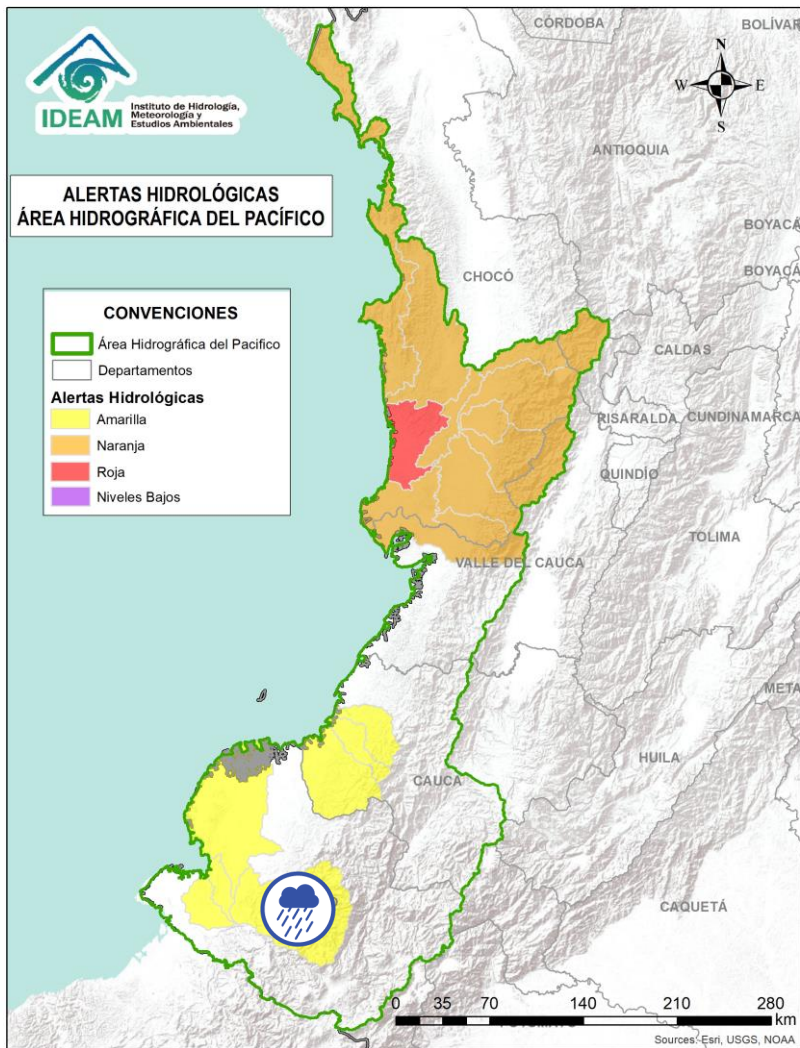 CÓRDOBA
BOLÍVAR
IDEAM
Instituto de Hidrología,
Meteorología y
Estudios Ambientales
N
W
E
S
ANTIOQUIA
ALERTAS HIDROLÓGICAS
ÁREA HIDROGRÁFICA DEL PACÍFICO
BOYACÁ
BOYACÁ
CHOCÓ
CONVENCIONES
Área Hidrográfica del Pacifico
Departamentos
Alertas Hidrológicas
Amarilla
Naranja
Roja
Niveles Bajos
CALDAS
RISARALDA
CUNDINAMARCA
QUINDÍO
TOLIMA
VALLE DEL CAUCA
META
HUILA
CAUCA
CAQUETÁ
0 35 70 140 210 280
km
Sources: Esri, USGS, NOAA